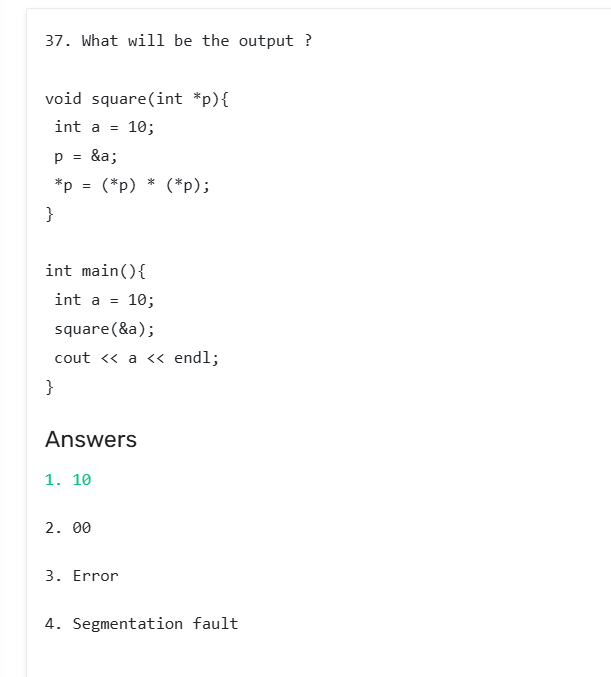 37. What will be the output ?
void square(int *p){
int a = 10;
p = &a;
*p = (*p) * (*p);
}
int main(){
int a = 10;
square(&a);
cout << a << endl;
}
Answers
1. 10
2. 00
3. Error
4. Segmentation fault